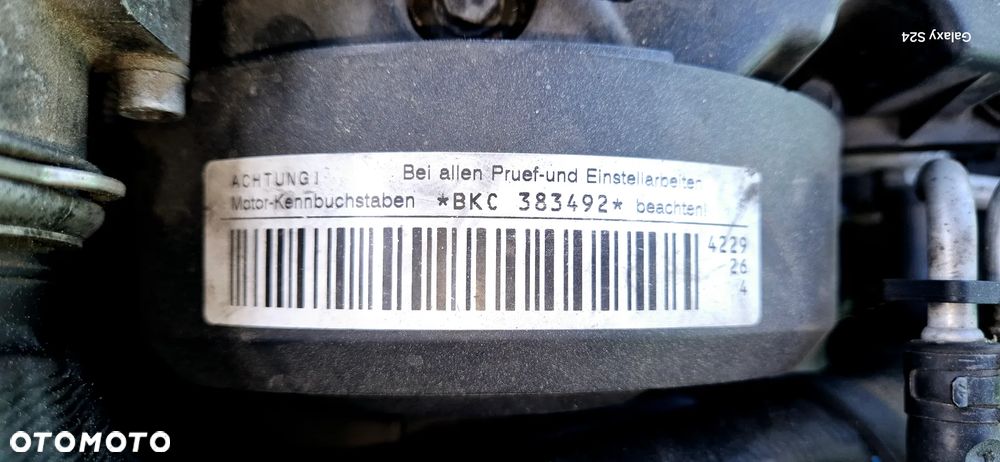 Galaxy S24
ACHTUNG! Bei allen Pruef-und Einstellarbeiten
Motor-Kennbuchstaben *BKC 383492* beachten!
4229
26
4
OTOMOTO